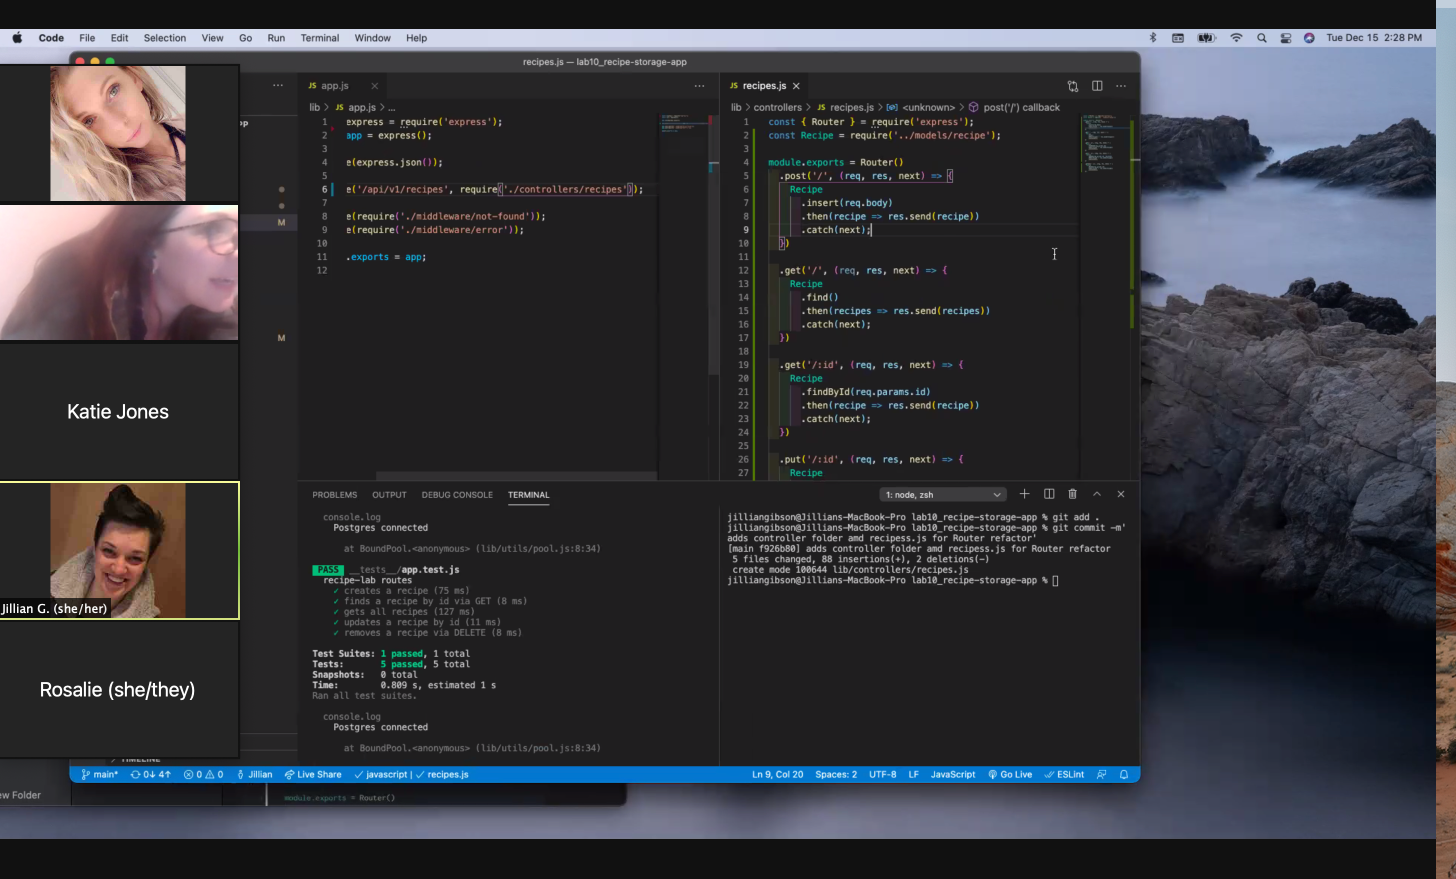 Code File Edit Selection View Go Run Terminal Window Help
Tue Dec 15 2:28 PM
recipes.js — lab10_recipe-storage-app
Katie Jones
Jillian G. (she/her)
Rosalie (she/they)
M
M
JS app.js
lib > JS app.js > ...
1 express = require('express');
2 app = express();
3
4 e(express.json());
5
6 e('/api/v1/recipes', require('./controllers/recipes'));
7
8 e(require('./middleware/not-found'));
9 e(require('./middleware/error'));
10
11 .exports = app;
12
JS recipes.js
lib > controllers > JS recipes.js > <unknown> > post('/') callback
1 const { Router } = require('express');
2 const Recipe = require('../models/recipe');
3
4 module.exports = Router()
5 .post('/', (req, res, next) => {
6 Recipe
7 .insert(req.body)
8 .then(recipe => res.send(recipe))
9 .catch(next);
10 })
11
12 .get('/', (req, res, next) => {
13 Recipe
14 .find()
15 .then(recipes => res.send(recipes))
16 .catch(next);
17 })
18
19 .get('/:id', (req, res, next) => {
20 Recipe
21 .findById(req.params.id)
22 .then(recipe => res.send(recipe))
23 .catch(next);
24 })
25
26 .put('/:id', (req, res, next) => {
27 Recipe
PROBLEMS OUTPUT DEBUG CONSOLE TERMINAL
1: node, zsh
console.log
Postgres connected
at BoundPool.<anonymous> (lib/utils/pool.js:8:34)
PASS __tests__/app.test.js
recipe-lab routes
✓ creates a recipe (75 ms)
✓ finds a recipe by id via GET (8 ms)
✓ gets all recipes (127 ms)
✓ updates a recipe by id (11 ms)
✓ removes a recipe via DELETE (8 ms)
Test Suites: 1 passed, 1 total
Tests: 5 passed, 5 total
Snapshots: 0 total
Time: 0.809 s, estimated 1 s
Ran all test suites.
console.log
Postgres connected
at BoundPool.<anonymous> (lib/utils/pool.js:8:34)
jilliangibson@Jillians-MacBook-Pro lab10_recipe-storage-app % git add .
jilliangibson@Jillians-MacBook-Pro lab10_recipe-storage-app % git commit -m'
adds controller folder amd recipess.js for Router refactor'
[main f926b80] adds controller folder amd recipess.js for Router refactor
5 files changed, 88 insertions(+), 2 deletions(-)
create mode 100644 lib/controllers/recipes.js
jilliangibson@Jillians-MacBook-Pro lab10_recipe-storage-app %
TIMELINE
main* 0↓ 4↑ 0 0 Jillian Live Share javascript | recipes.js
Ln 9, Col 20 Spaces: 2 UTF-8 LF JavaScript Go Live ESLint
ew Folder
module.exports = Router()